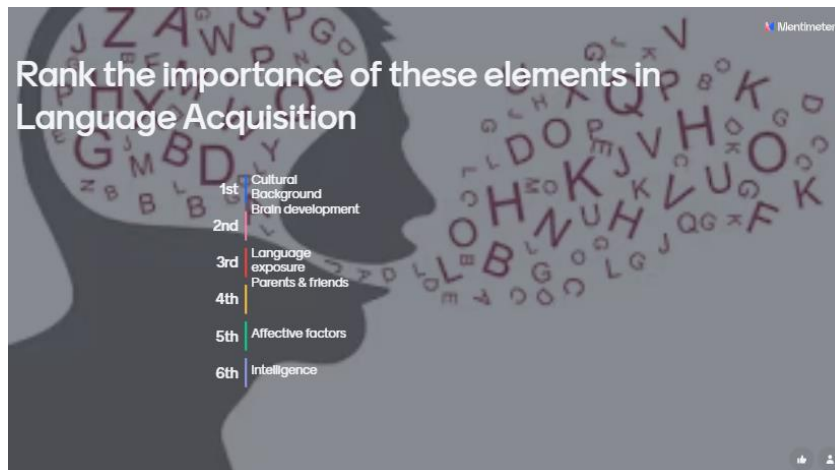 Mentimeter
Rank the importance of these elements in
Language Acquisition
1st
Cultural
Background
2nd
Brain development
3rd
Language
exposure
4th
Parents & friends
5th
Affective factors
6th
Intelligence